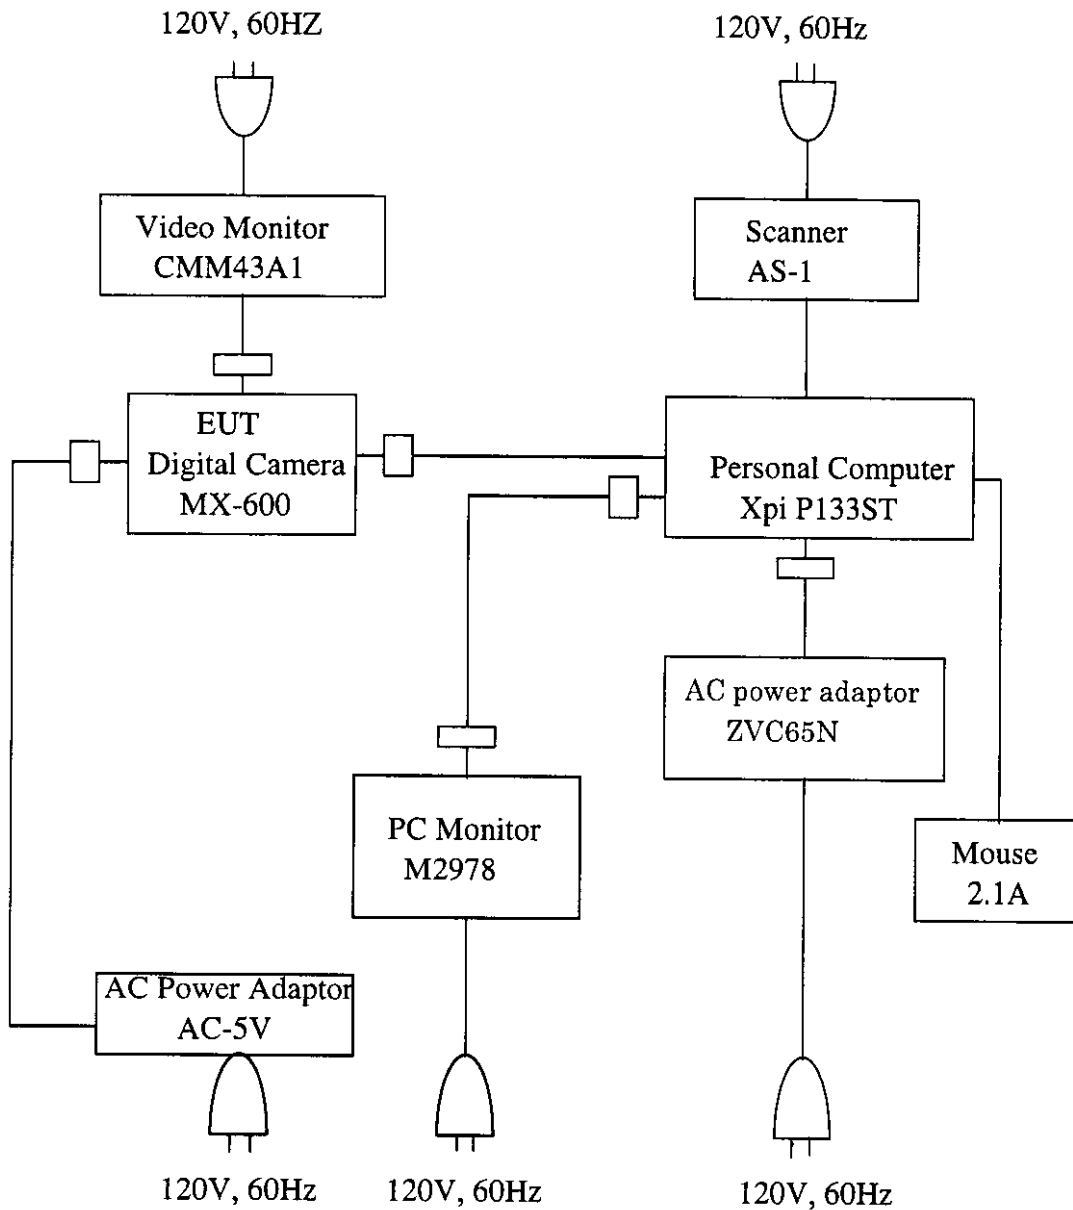 120V, 60HZ
120V, 60Hz
Video Monitor
CMM43A1
Scanner
AS-1
EUT
Digital Camera
MX-600
Personal Computer
Xpi P133ST
AC power adaptor
ZVC65N
PC Monitor
M2978
Mouse
2.1A
AC Power Adaptor
AC-5V
120V, 60Hz
120V, 60Hz
120V, 60Hz